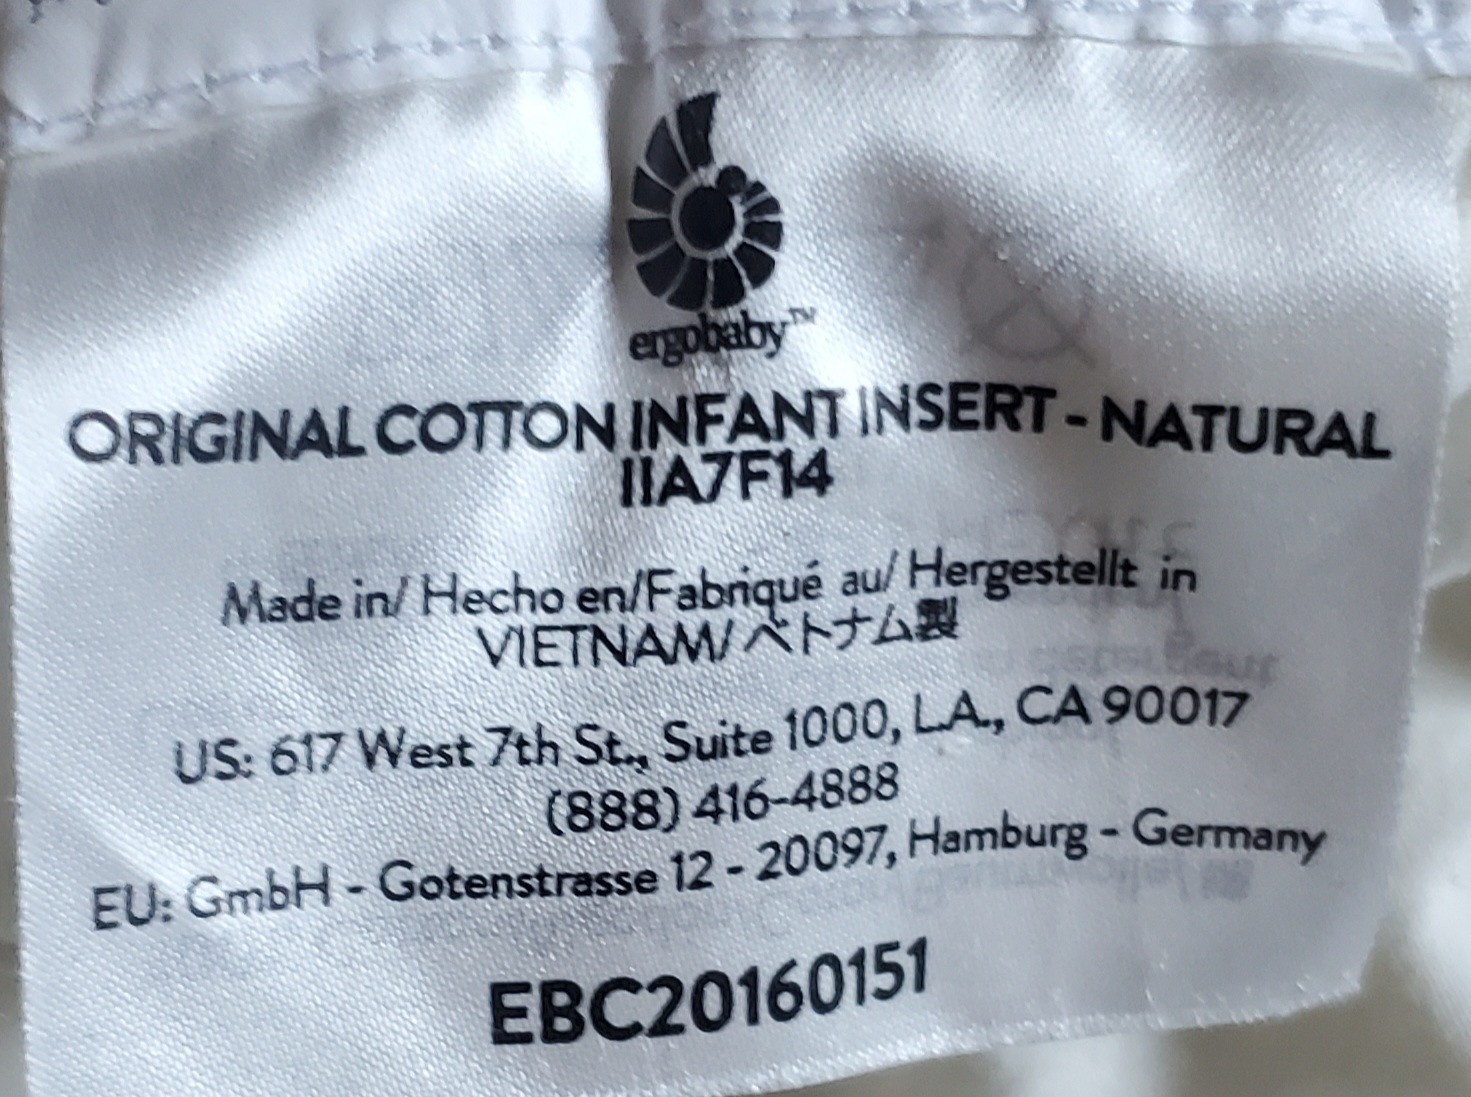 ergobaby™
ORIGINAL COTTON INFANT INSERT - NATURAL
IIA7F14
Made in/ Hecho en/Fabriqué au/ Hergestellt in
VIETNAM/ベトナム製
US: 617 West 7th St., Suite 1000, L.A., CA 90017
(888) 416-4888
EU: GmbH - Gotenstrasse 12 - 20097, Hamburg - Germany
EBC20160151